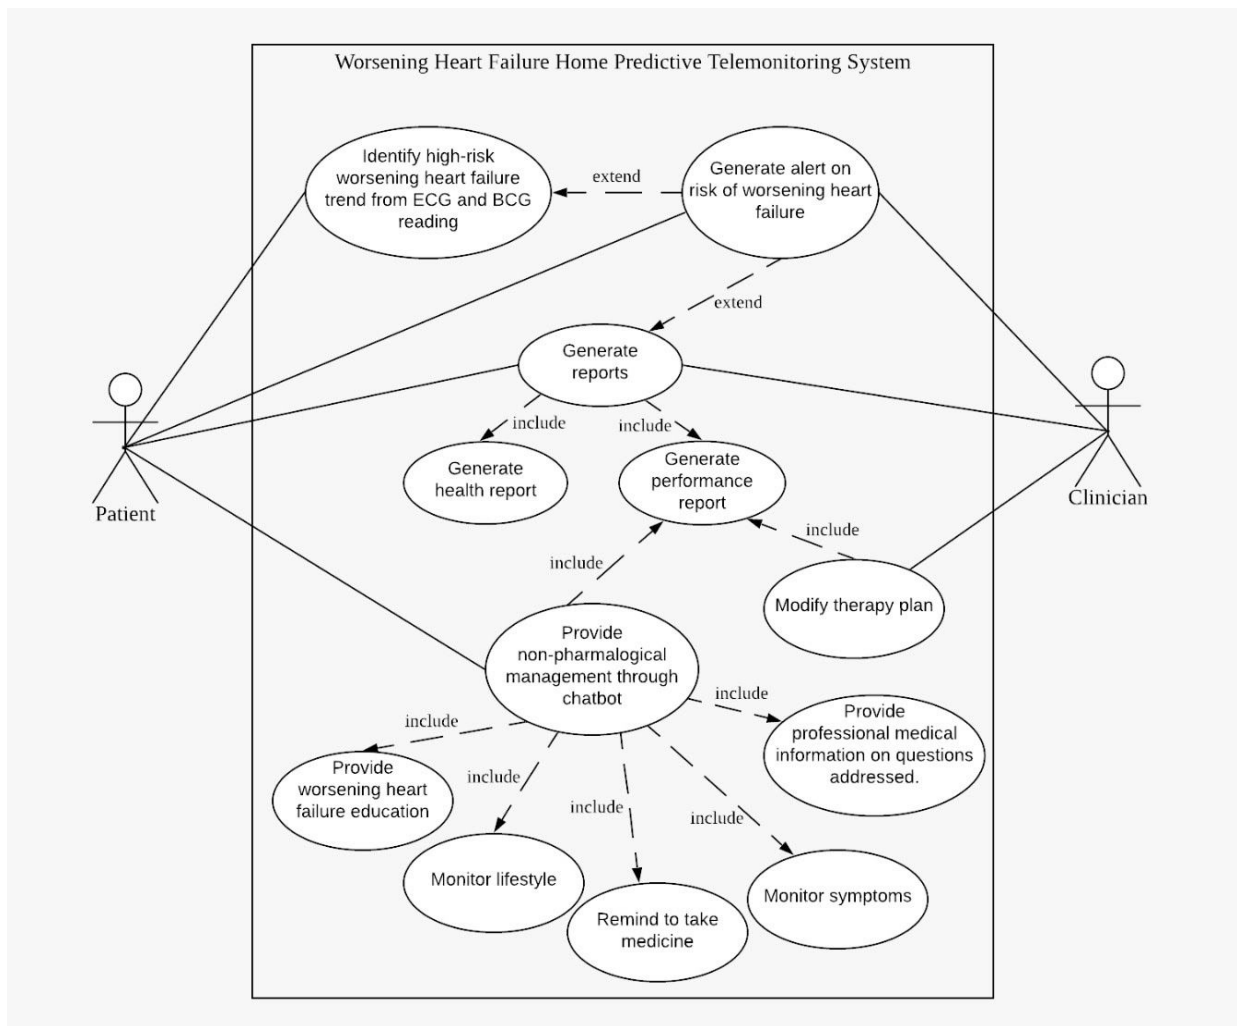 Worsening Heart Failure Home Predictive Telemonitoring System
Identify high-risk
worsening heart failure
trend from ECG and BCG
reading
extend
Generate alert on
risk of worsening heart
failure
extend
Generate
reports
include
include
Generate
health report
Generate
performance
report
Patient
Clinician
include
include
Modify therapy plan
Provide
non-pharmalogical
management through
chatbot
include
include
include
include
include
Provide
professional medical
information on questions
addressed.
Provide
worsening heart
failure education
Monitor lifestyle
Remind to take
medicine
Monitor symptoms